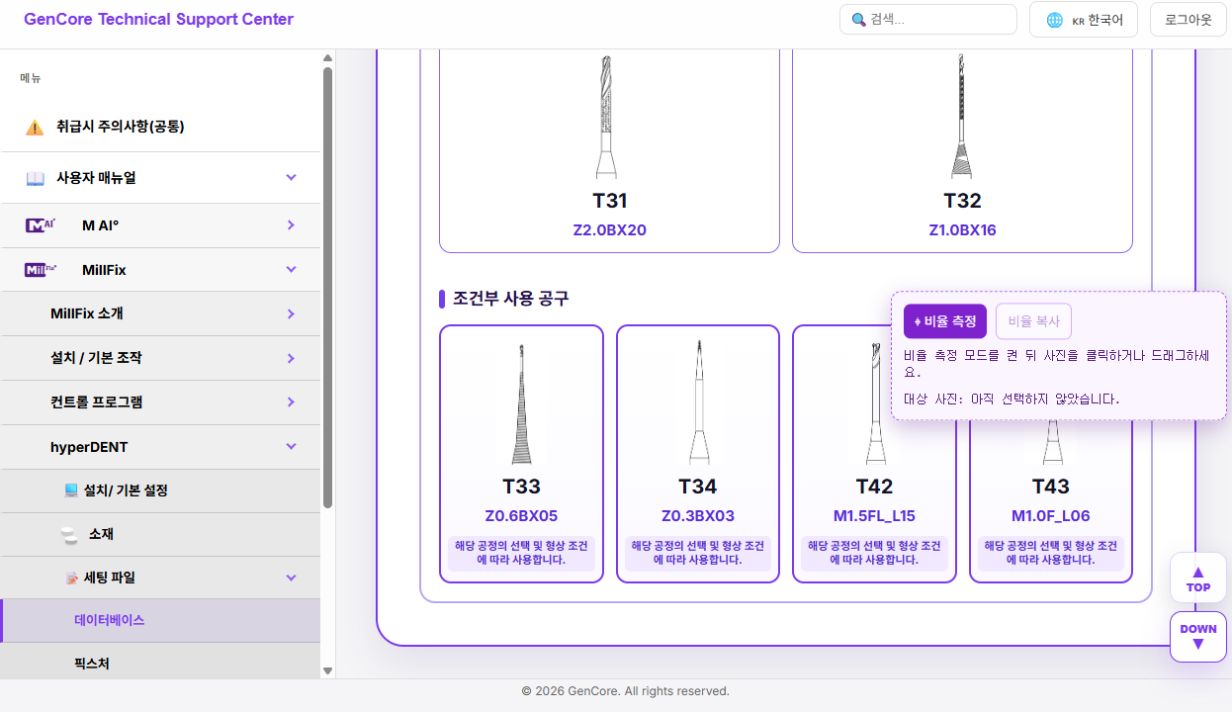 GenCore Technical Support Center
검색...
KR 한국어
로그아웃
메뉴
취급시 주의사항(공통)
사용자 매뉴얼
M AI°
M AI°
MillFix
MillFix 소개
설치 / 기본 조작
컨트롤 프로그램
hyperDENT
설치/ 기본 설정
소재
세팅 파일
데이터베이스
픽스처
T31
Z2.0BX20
T32
Z1.0BX16
조건부 사용 공구
T33
Z0.6BX05
해당 공정의 선택 및 형상 조건
에 따라 사용합니다.
T34
Z0.3BX03
해당 공정의 선택 및 형상 조건
에 따라 사용합니다.
T42
M1.5FL_L15
해당 공정의 선택 및 형상 조건
에 따라 사용합니다.
T43
M1.0F_L06
해당 공정의 선택 및 형상 조건
에 따라 사용합니다.
비율 측정
비율 복사
비율 측정 모드를 켠 뒤 사진을 클릭하거나 드래그하세
요.
대상 사진: 아직 선택하지 않았습니다.
TOP
DOWN
© 2026 GenCore. All rights reserved.